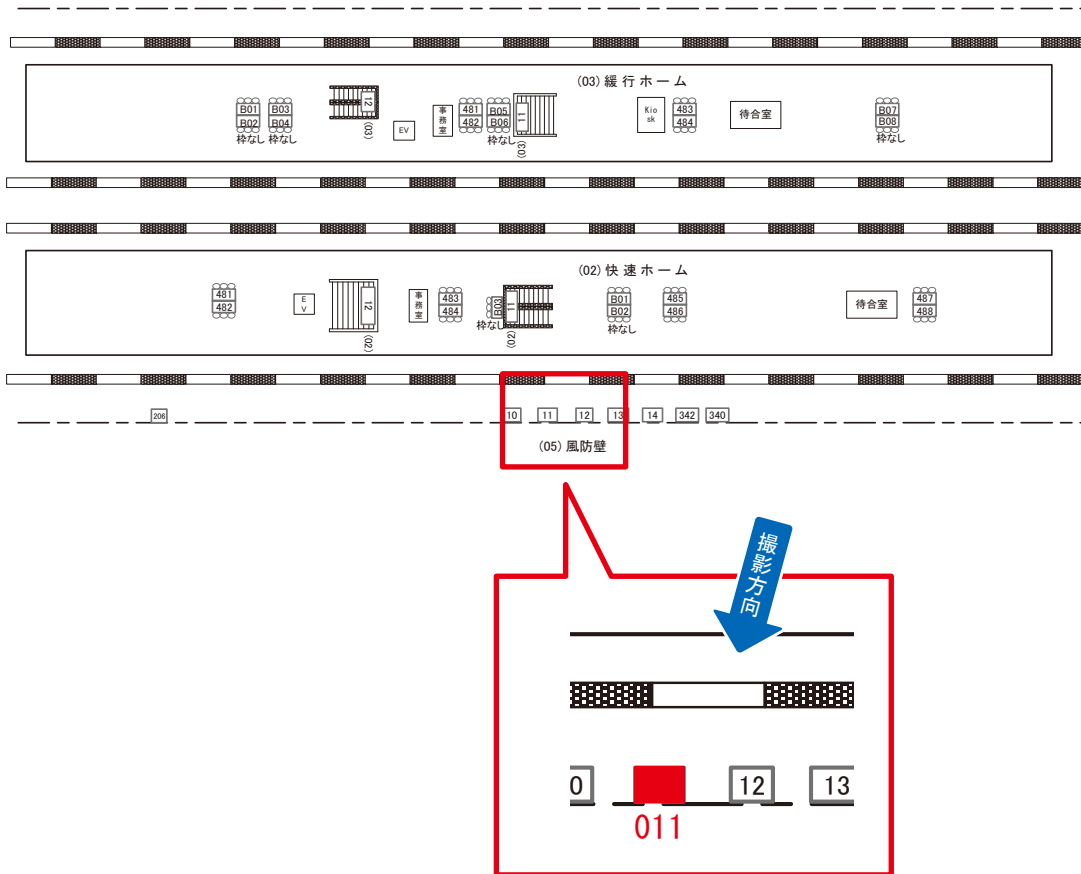 (03) 緩行ホーム
B01
B02
枠なし
B03
B04
枠なし
12
(03)
EV
事務室
481
482
B05
B06
枠なし
11
(03)
Kio
sk
483
484
待合室
B07
B08
枠なし
(02) 快速ホーム
481
482
E
V
12
(02)
事務室
483
484
B03
枠なし
11
(02)
B01
B02
枠なし
485
486
待合室
487
488
206
10
11
12
13
14
342
340
(05) 風防壁
撮影方向
0
12
13
011